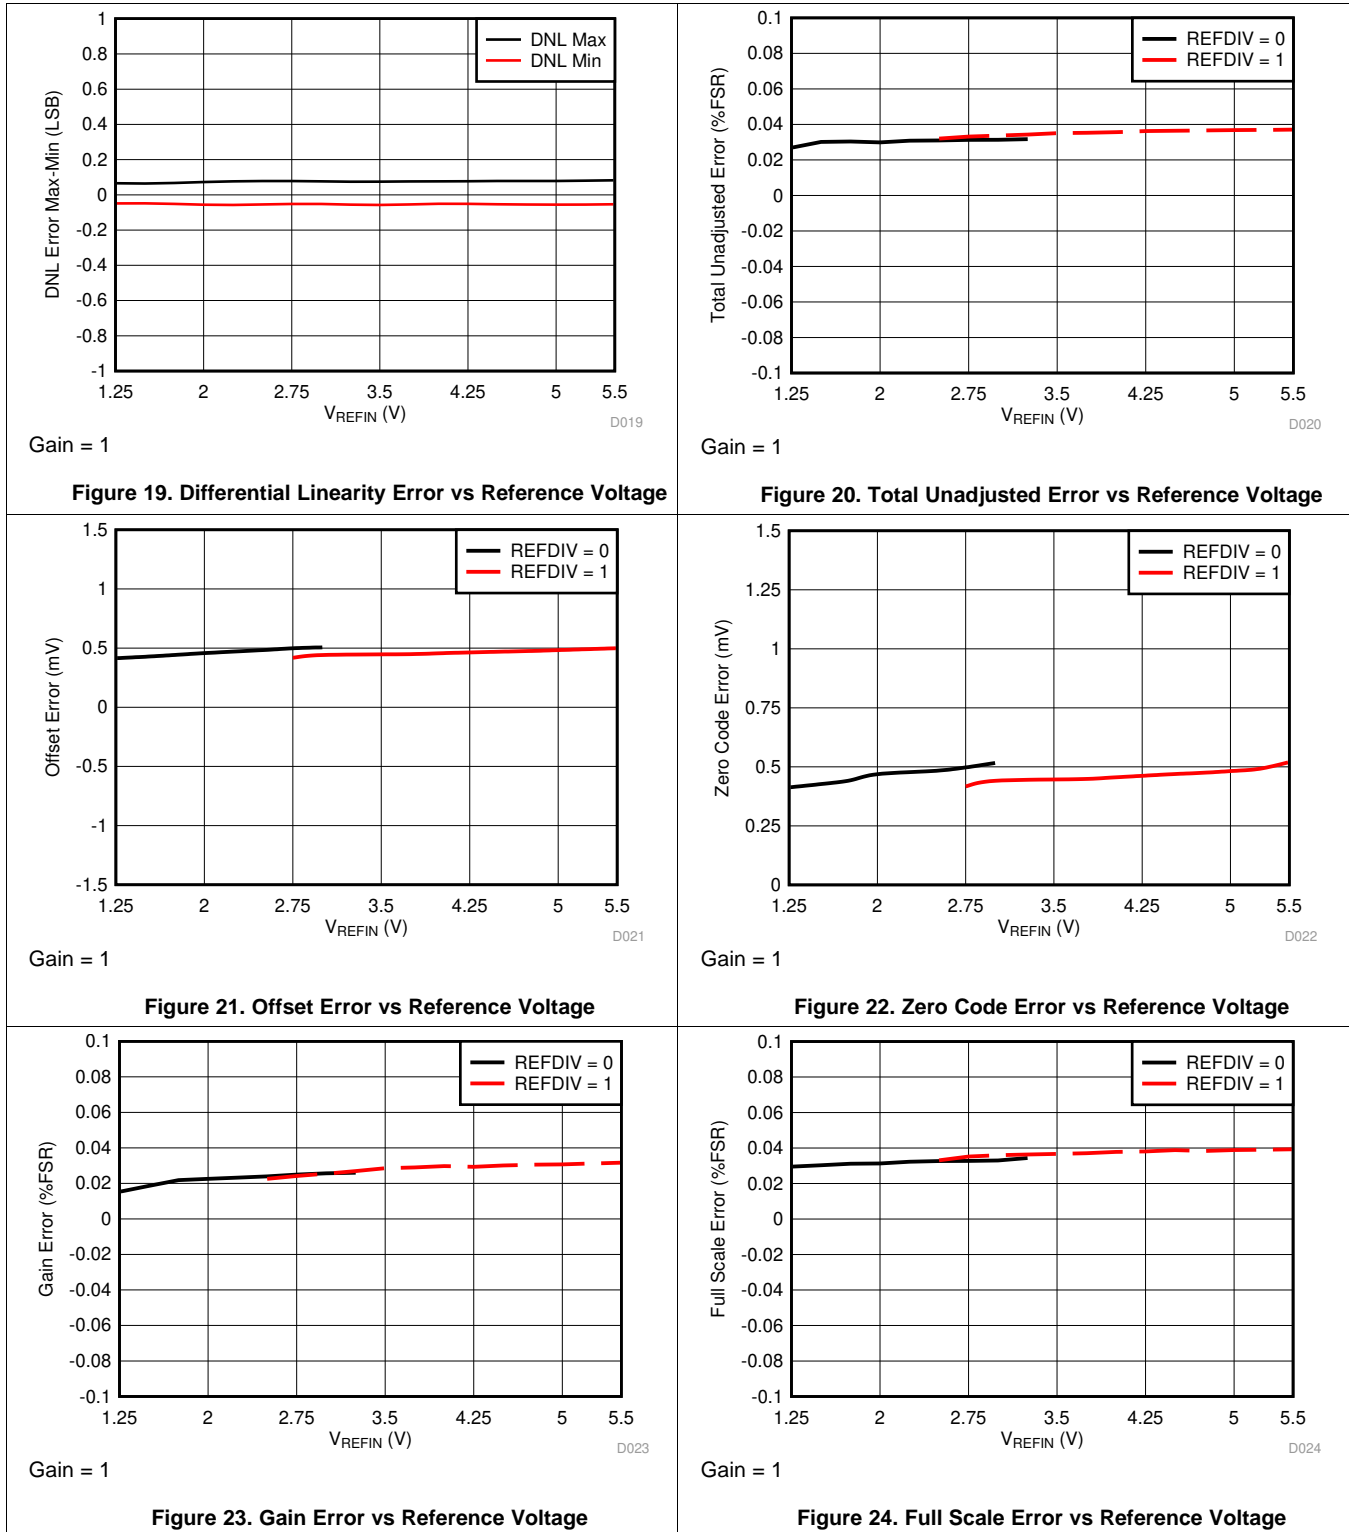 1
0.8
0.6
0.4
0.2
0
-0.2
-0.4
-0.6
-0.8
-1
DNL Error Max-Min (LSB)
DNL Max
DNL Min
1.25 2 2.75 3.5 4.25 5 5.5
VREFIN (V)
D019
Gain = 1
Figure 19. Differential Linearity Error vs Reference Voltage
0.1
0.08
0.06
0.04
0.02
0
-0.02
-0.04
-0.06
-0.08
-0.1
Total Unadjusted Error (%FSR)
REFDIV = 0
REFDIV = 1
1.25 2 2.75 3.5 4.25 5 5.5
VREFIN (V)
D020
Gain = 1
Figure 20. Total Unadjusted Error vs Reference Voltage
1.5
1
0.5
0
-0.5
-1
-1.5
Offset Error (mV)
REFDIV = 0
REFDIV = 1
1.25 2 2.75 3.5 4.25 5 5.5
VREFIN (V)
D021
Gain = 1
Figure 21. Offset Error vs Reference Voltage
1.5
1.25
1
0.75
0.5
0.25
0
Zero Code Error (mV)
REFDIV = 0
REFDIV = 1
1.25 2 2.75 3.5 4.25 5 5.5
VREFIN (V)
D022
Gain = 1
Figure 22. Zero Code Error vs Reference Voltage
0.1
0.08
0.06
0.04
0.02
0
-0.02
-0.04
-0.06
-0.08
-0.1
Gain Error (%FSR)
REFDIV = 0
REFDIV = 1
1.25 2 2.75 3.5 4.25 5 5.5
VREFIN (V)
D023
Gain = 1
Figure 23. Gain Error vs Reference Voltage
0.1
0.08
0.06
0.04
0.02
0
-0.02
-0.04
-0.06
-0.08
-0.1
Full Scale Error (%FSR)
REFDIV = 0
REFDIV = 1
1.25 2 2.75 3.5 4.25 5 5.5
VREFIN (V)
D024
Gain = 1
Figure 24. Full Scale Error vs Reference Voltage